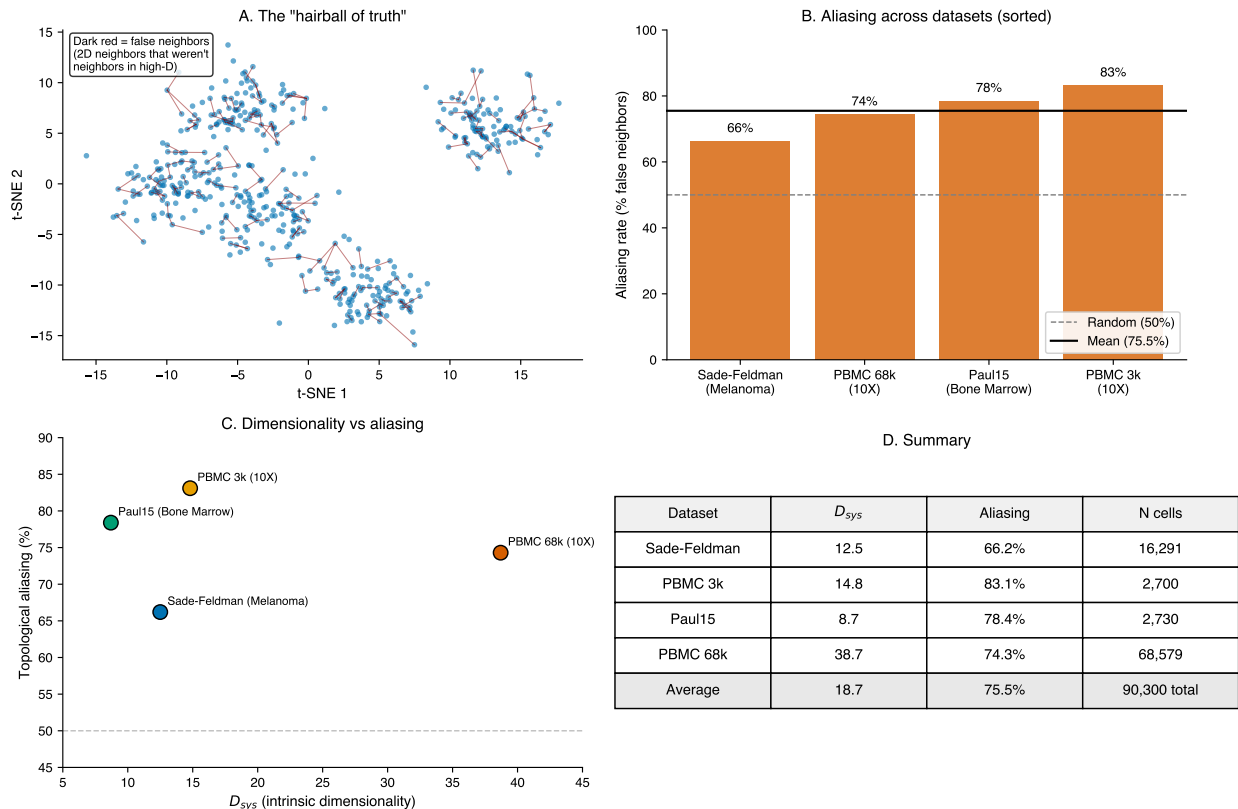 A. The "hairball of truth"
Dark red = false neighbors
(2D neighbors that weren't
neighbors in high-D)
15
10
5
0
−5
−10
−15
t-SNE 2
−15
−10
−5
0
5
10
15
t-SNE 1
B. Aliasing across datasets (sorted)
100
80
60
40
20
0
Aliasing rate (% false neighbors)
66%
74%
78%
83%
Random (50%)
Mean (75.5%)
Sade-Feldman
(Melanoma)
PBMC 68k
(10X)
Paul15
(Bone Marrow)
PBMC 3k
(10X)
C. Dimensionality vs aliasing
90
85
80
75
70
65
60
55
50
45
Topological aliasing (%)
PBMC 3k (10X)
Paul15 (Bone Marrow)
PBMC 68k (10X)
Sade-Feldman (Melanoma)
5
10
15
20
25
30
35
40
45
D_sys (intrinsic dimensionality)
D. Summary
Dataset D_sys Aliasing N cells
Sade-Feldman 12.5 66.2% 16,291
PBMC 3k 14.8 83.1% 2,700
Paul15 8.7 78.4% 2,730
PBMC 68k 38.7 74.3% 68,579
Average 18.7 75.5% 90,300 total